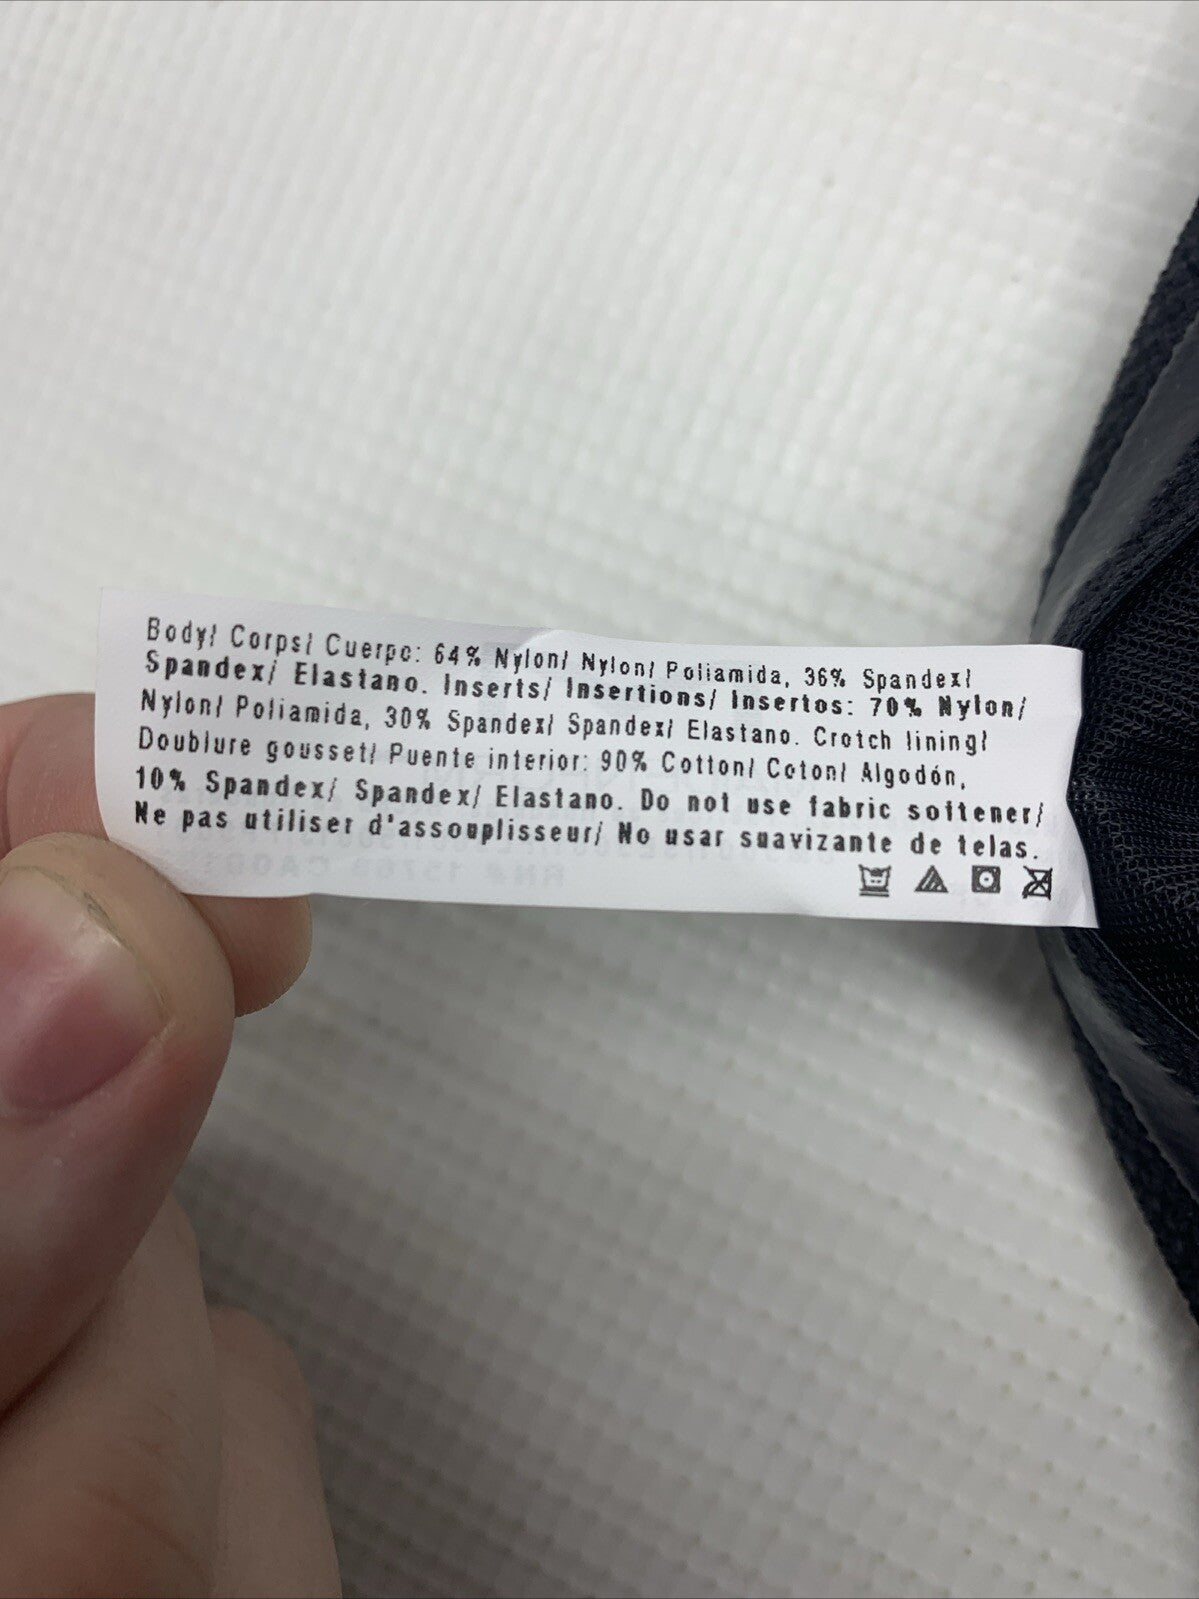 Body/ Corps/ Cuerpo: 64% Nylon/ Nylon/ Poliamida, 36% Spandex/
Spandex/ Elastano. Inserts/ Insertions/ Insertos: 70% Nylon/
Nylon/ Poliamida, 30% Spandex/ Spandex/ Elastano. Crotch lining/
Doublure gousset/ Puente interior: 90% Cotton/ Coton/ Algodón,
10% Spandex/ Spandex/ Elastano. Do not use fabric softener/
Ne pas utiliser d'assouplisseur/ No usar suavizante de telas.